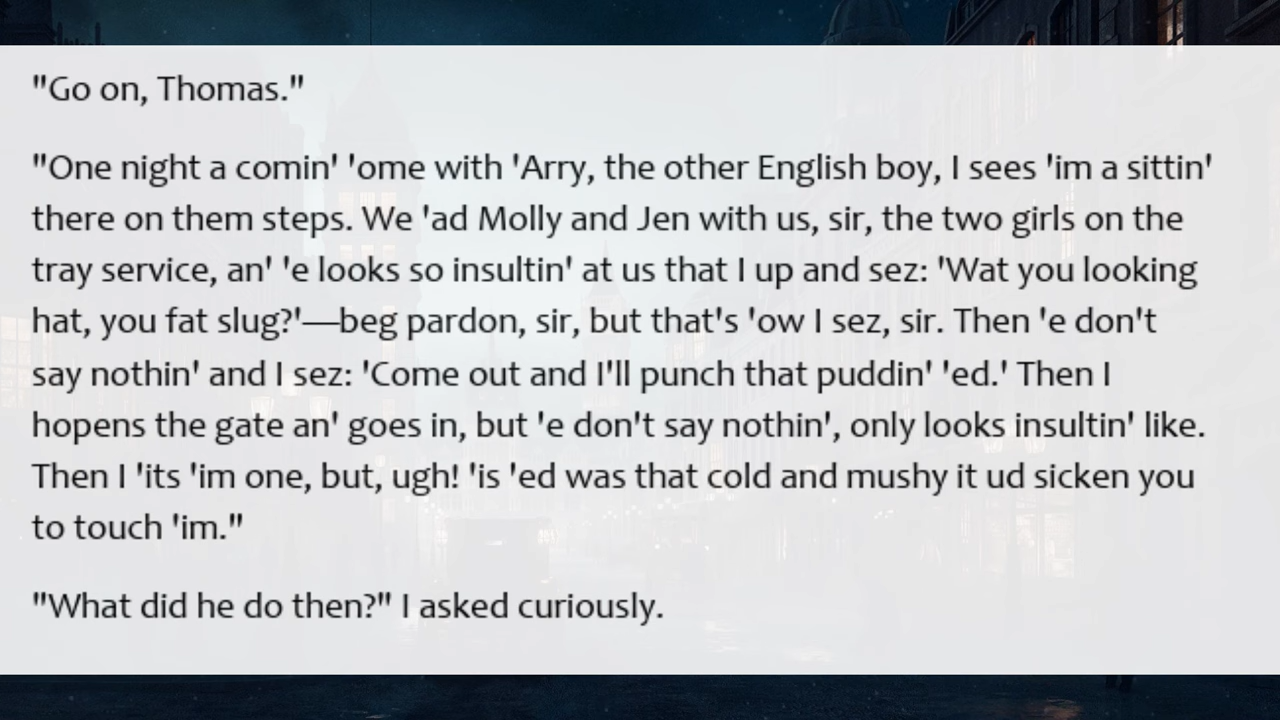 "Go on, Thomas."
"One night a comin' 'ome with 'Arry, the other English boy, I sees 'im a sittin'
there on them steps. We 'ad Molly and Jen with us, sir, the two girls on the
tray service, an' 'e looks so insultin' at us that I up and sez: 'Wat you looking
hat, you fat slug?'—beg pardon, sir, but that's 'ow I sez, sir. Then 'e don't
say nothin' and I sez: 'Come out and I'll punch that puddin' 'ed.' Then I
hopens the gate an' goes in, but 'e don't say nothin', only looks insultin' like.
Then I 'its 'im one, but, ugh! 'is 'ed was that cold and mushy it ud sicken you
to touch 'im."
"What did he do then?" I asked curiously.